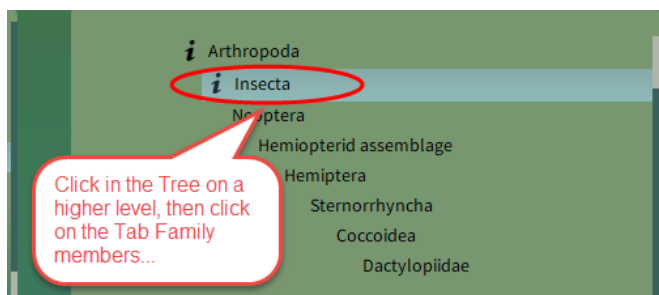 i Arthropoda
i Insecta
Neoptera
Hemiopterid assemblage
Hemiptera
Sternorrhyncha
Coccoidea
Dactylopiidae
Click in the Tree on a
higher level, then click
on the Tab Family
members...